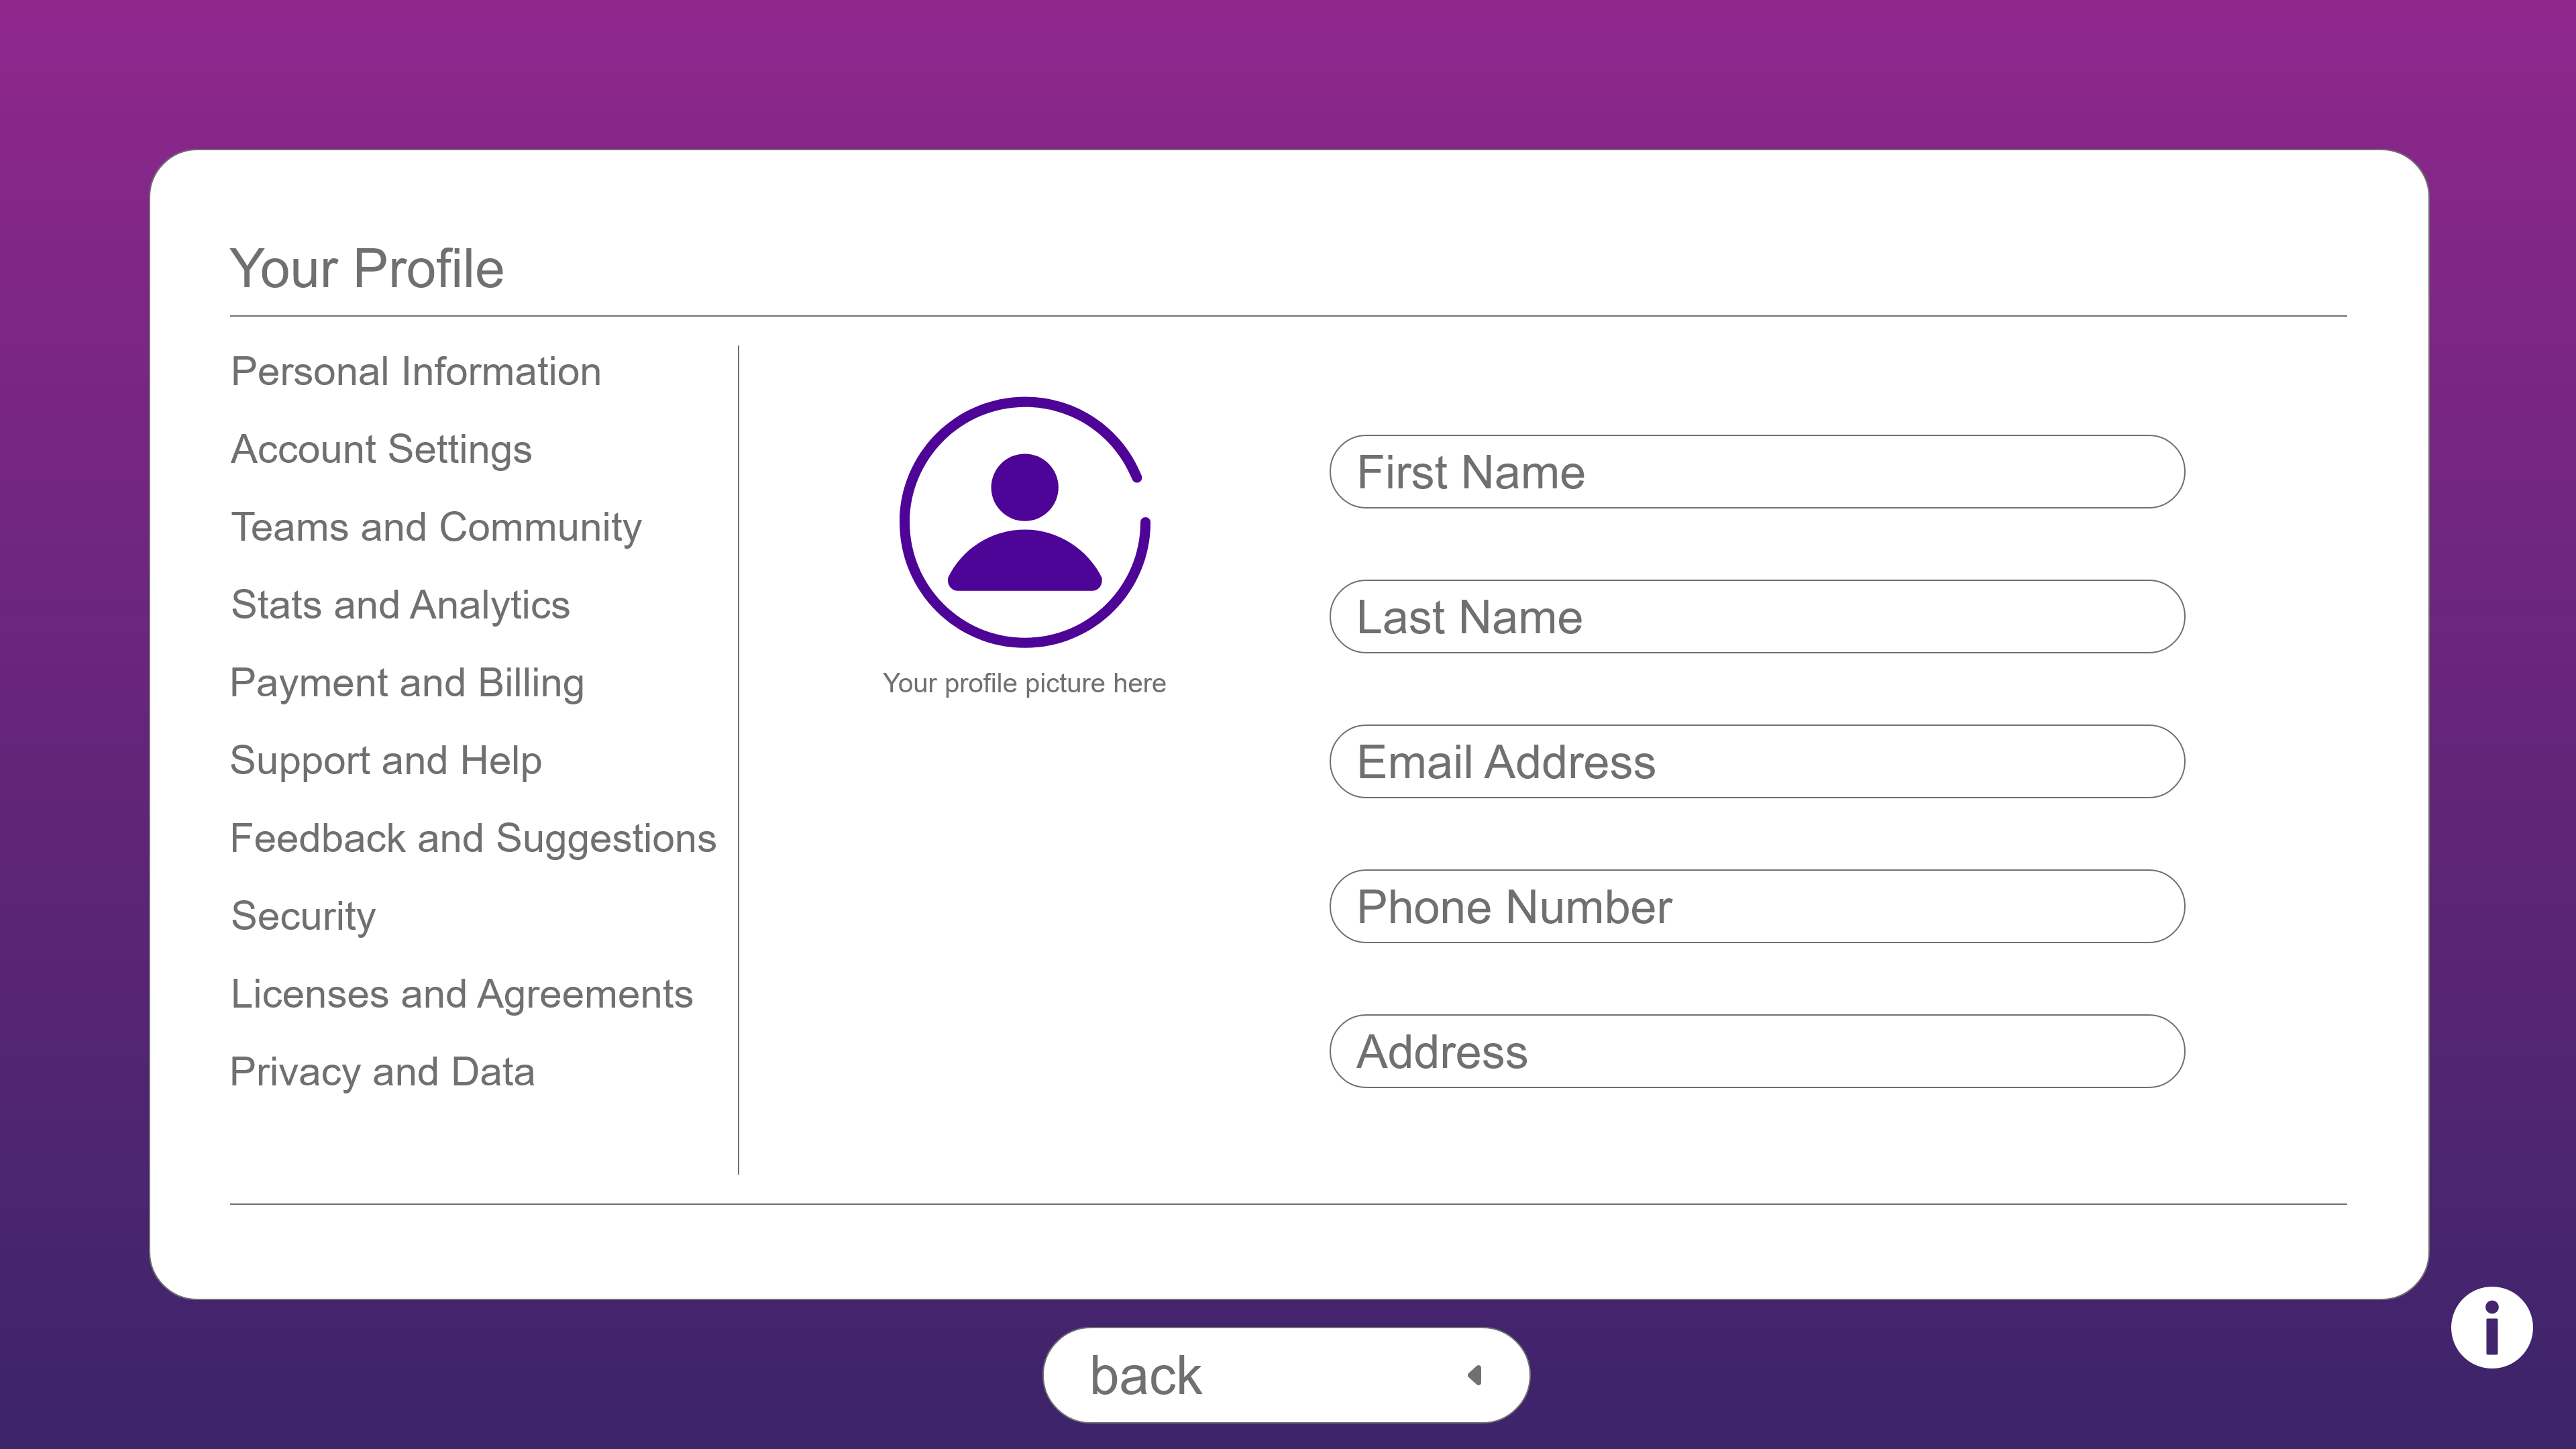 Your Profile
Personal Information
Account Settings
Teams and Community
Stats and Analytics
Payment and Billing
Support and Help
Feedback and Suggestions
Security
Licenses and Agreements
Privacy and Data
Your profile picture here
First Name
Last Name
Email Address
Phone Number
Address
back
i